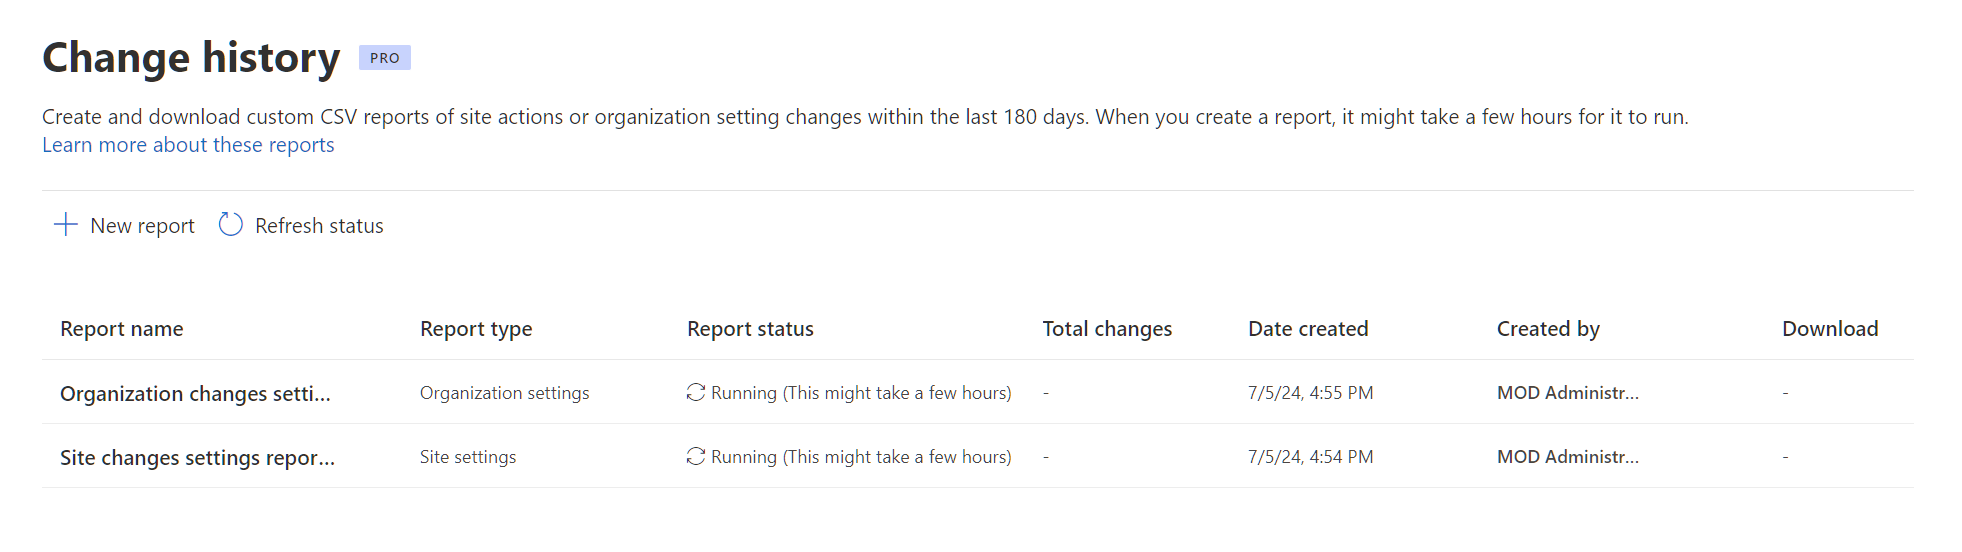 Change history PRO
Create and download custom CSV reports of site actions or organization setting changes within the last 180 days. When you create a report, it might take a few hours for it to run.
Learn more about these reports
New report Refresh status
Report name Report type Report status Total changes Date created Created by Download
Organization changes setti... Organization settings Running (This might take a few hours) - 7/5/24, 4:55 PM MOD Administr... -
Site changes settings repor... Site settings Running (This might take a few hours) - 7/5/24, 4:54 PM MOD Administr... -